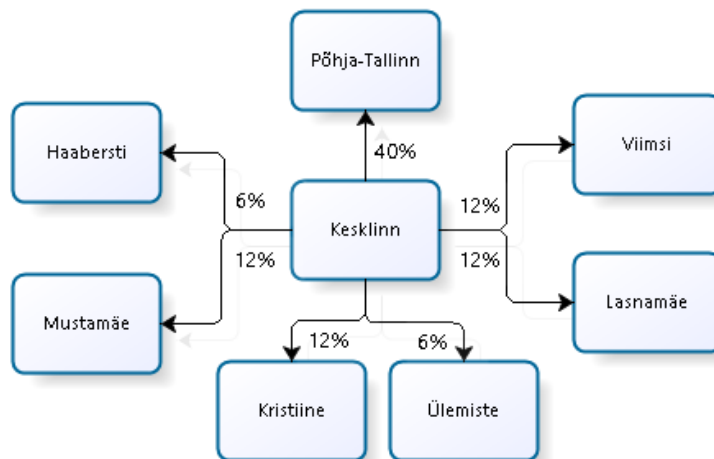 Põhja-Tallinn
Haabersti
Viimsi
40%
6%
12%
Kesklinn
12%
12%
Mustamäe
Lasnamäe
12%
6%
Kristiine
Ülemiste